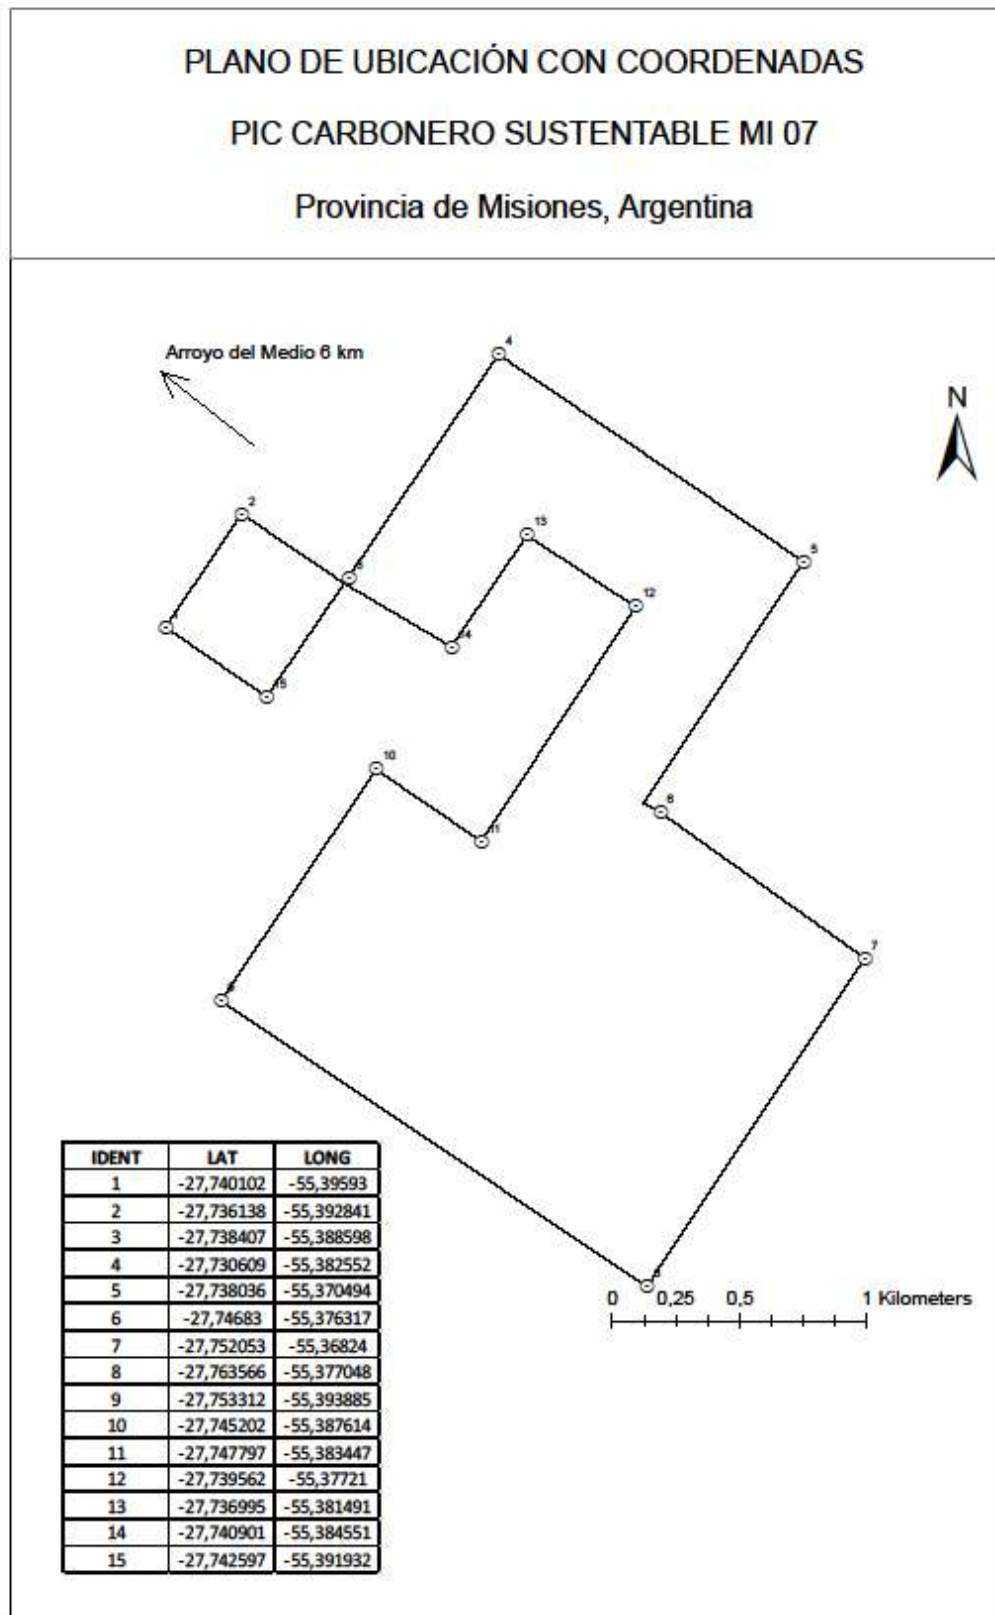 PLANO DE UBICACIÓN CON COORDENADAS
PIC CARBONERO SUSTENTABLE MI 07
Provincia de Misiones, Argentina
4
Arroyo del Medio 6 km
N
2
13
5
12
14
15
10
6
11
7
0 0,25 0,5 1 Kilometers
IDENT LAT LONG
1 -27,740102 -55,39593
2 -27,736138 -55,392841
3 -27,738407 -55,388598
4 -27,730609 -55,382552
5 -27,738036 -55,370494
6 -27,74683 -55,376317
7 -27,752053 -55,36824
8 -27,763566 -55,377048
9 -27,753312 -55,393885
10 -27,745202 -55,387614
11 -27,747797 -55,383447
12 -27,739562 -55,37721
13 -27,736995 -55,381491
14 -27,740901 -55,384551
15 -27,742597 -55,391932